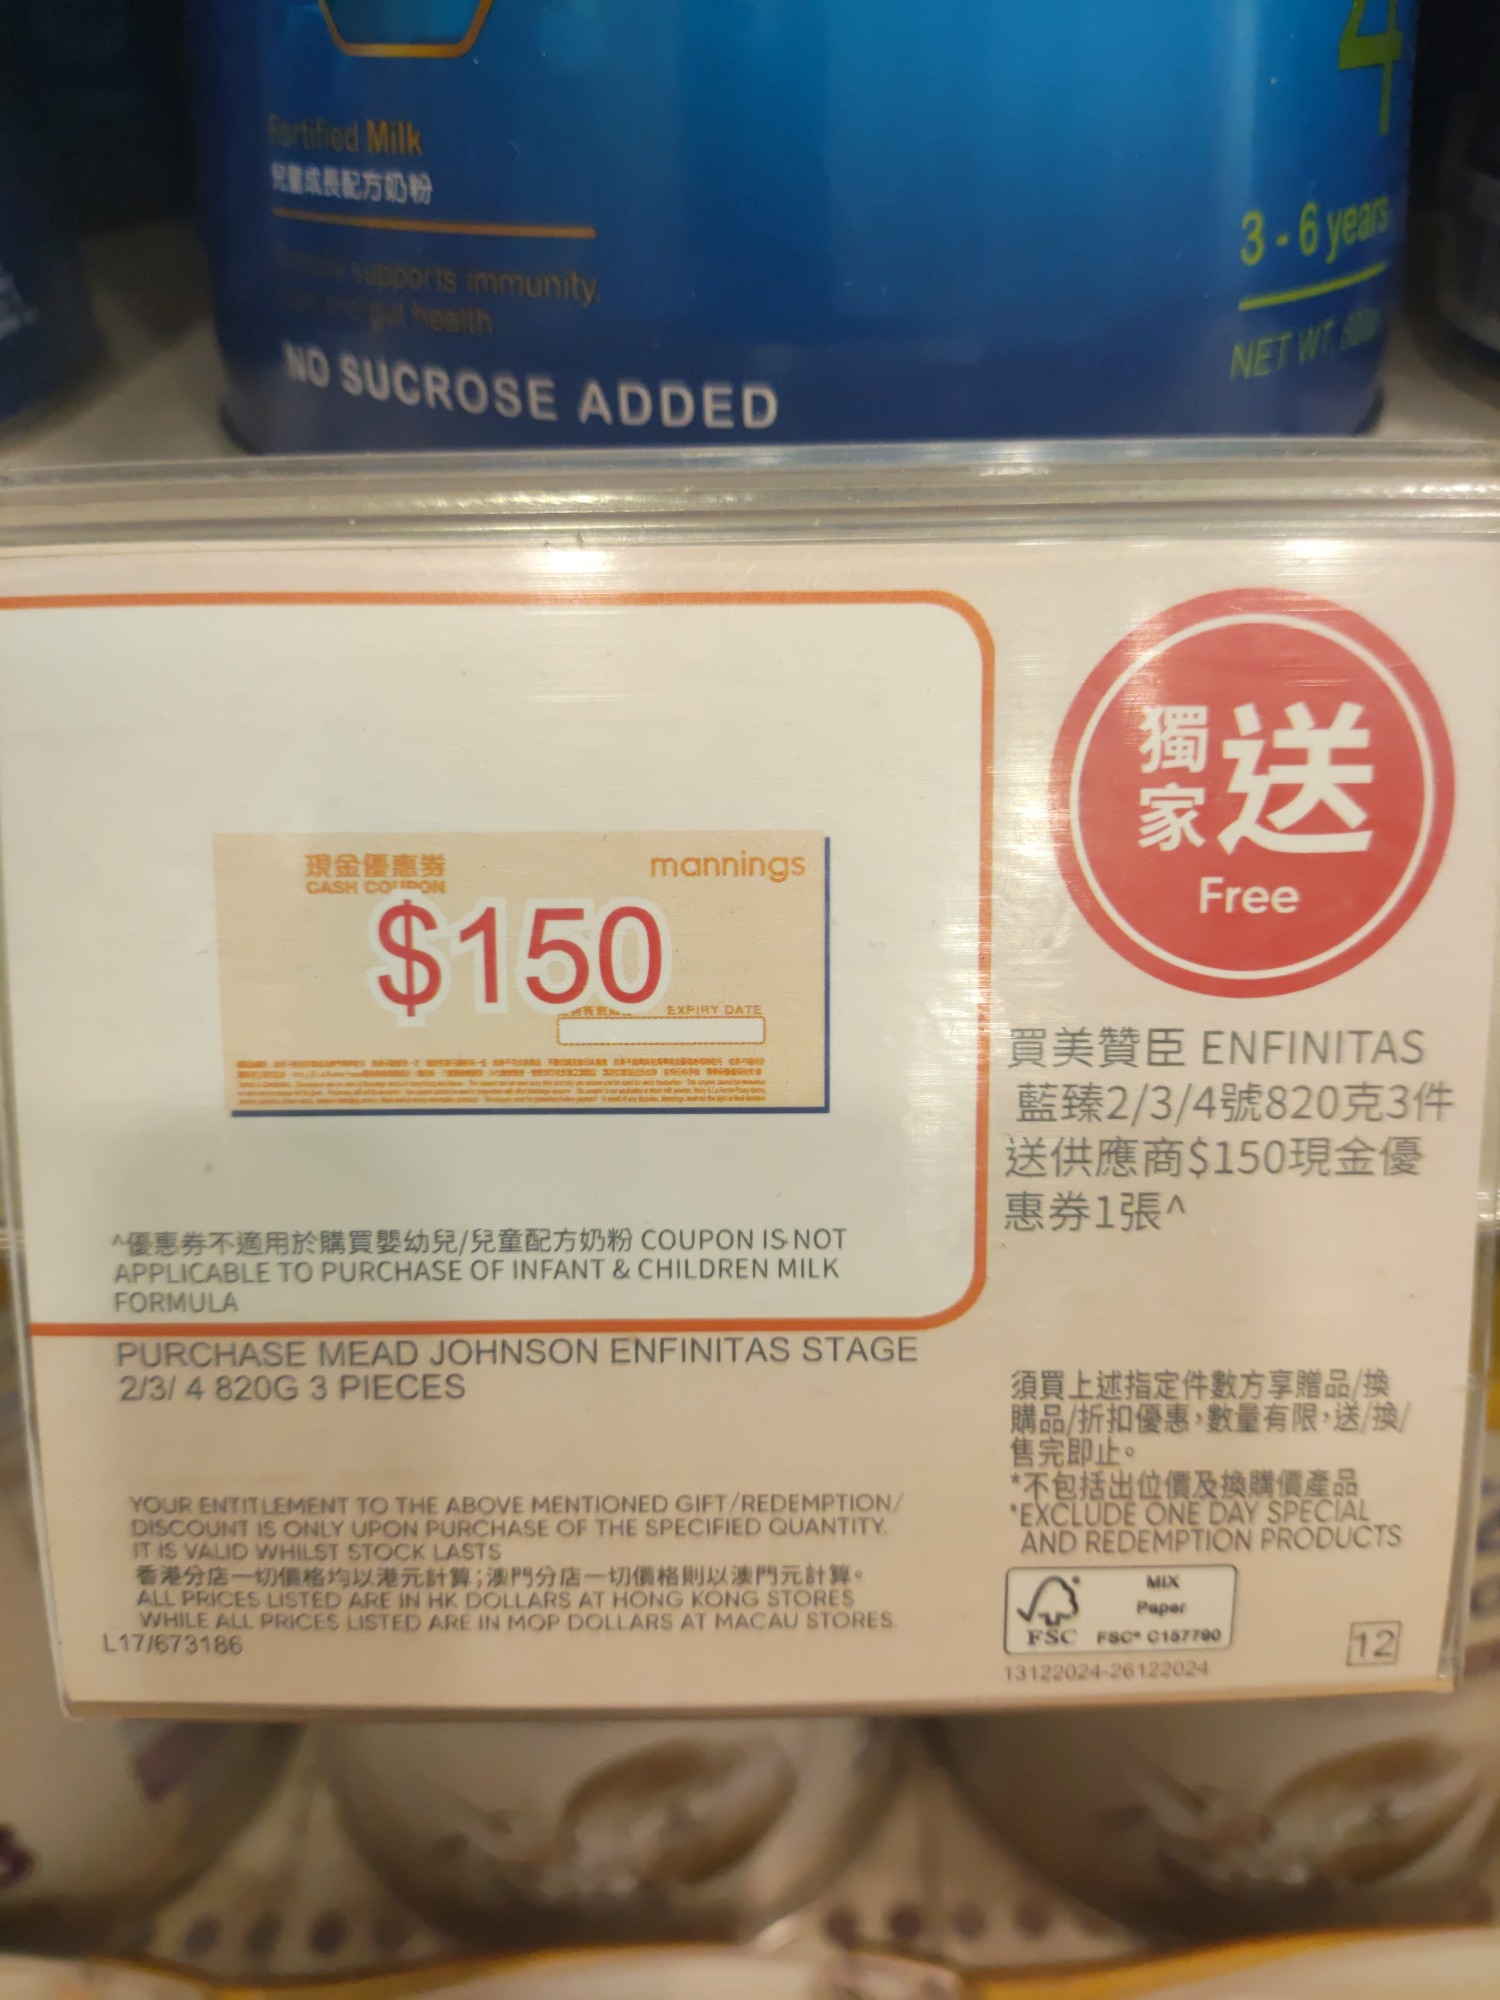 4
Fortified Milk
兒童成長配方奶粉
3 - 6 years
supports immunity,
and gut health
NET WT.
NO SUCROSE ADDED
獨家送
Free
現金優惠券
CASH COUPON
mannings
$150
EXPIRY DATE
買美贊臣 ENFINITAS
藍臻2/3/4號820克3件
送供應商$150現金優
惠券1張^
^優惠券不適用於購買嬰幼兒/兒童配方奶粉 COUPON IS NOT
APPLICABLE TO PURCHASE OF INFANT & CHILDREN MILK
FORMULA
PURCHASE MEAD JOHNSON ENFINITAS STAGE
2/3/ 4 820G 3 PIECES
須買上述指定件數方享贈品/換
購品/折扣優惠,數量有限,送/換/
售完即止。
*不包括出位價及換購價產品
*EXCLUDE ONE DAY SPECIAL
AND REDEMPTION PRODUCTS
YOUR ENTITLEMENT TO THE ABOVE MENTIONED GIFT/REDEMPTION/
DISCOUNT IS ONLY UPON PURCHASE OF THE SPECIFIED QUANTITY.
IT IS VALID WHILST STOCK LASTS
香港分店一切價格均以港元計算;澳門分店一切價格則以澳門元計算。
ALL PRICES LISTED ARE IN HK DOLLARS AT HONG KONG STORES
WHILE ALL PRICES LISTED ARE IN MOP DOLLARS AT MACAU STORES.
L17/673186
FSC
MIX
Paper
FSC® C157790
13122024-26122024
12